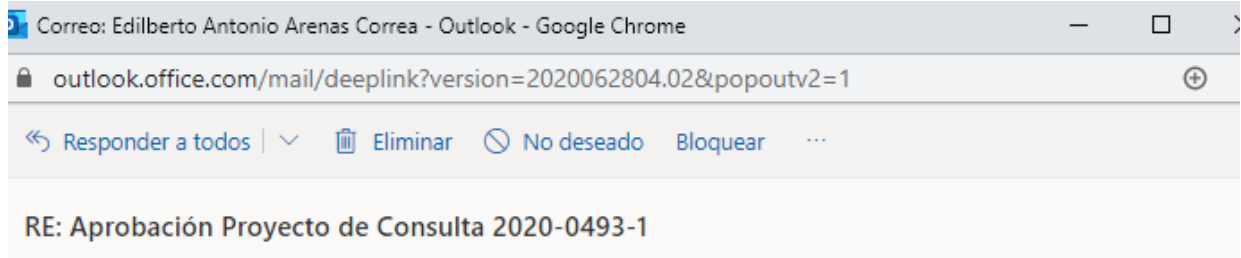 Correo: Edilberto Antonio Arenas Correa - Outlook - Google Chrome
outlook.office.com/mail/deeplink?version=2020062804.02&popoutv2=1
Responder a todos Eliminar No deseado Bloquear ...
RE: Aprobación Proyecto de Consulta 2020-0493-1